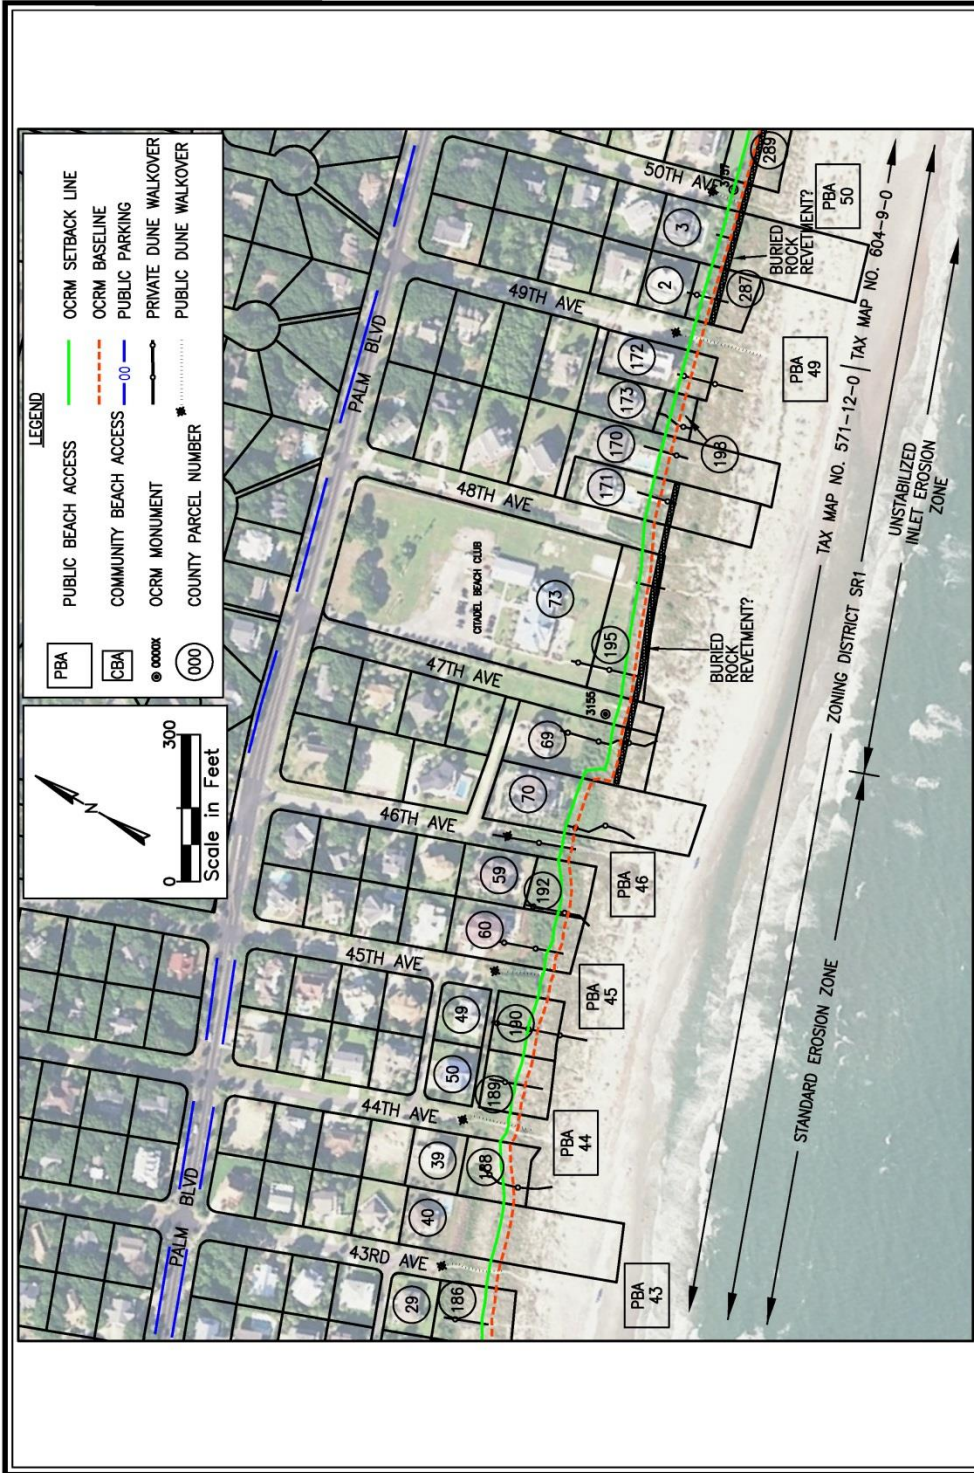 LEGEND
PBA
PUBLIC BEACH ACCESS
CBA
COMMUNITY BEACH ACCESS
XXXXX
OCRM MONUMENT
000
COUNTY PARCEL NUMBER
OCRM SETBACK LINE
OCRM BASELINE
00
PUBLIC PARKING
PRIVATE DUNE WALKOVER
PUBLIC DUNE WALKOVER
N
0
300
Scale in Feet
PALM BLVD
PALM BLVD
43RD AVE
44TH AVE
45TH AVE
46TH AVE
47TH AVE
48TH AVE
49TH AVE
50TH AVE
CITADEL BEACH CLUB
29
186
40
39
188
50
189
49
190
60
59
192
70
69
3155
195
73
171
170
173
172
198
2
3
287
289
3157
BURIED
ROCK
REVETMENT?
BURIED
ROCK
REVETMENT?
PBA
43
PBA
44
PBA
45
PBA
46
PBA
49
PBA
50
TAX MAP NO. 571-12-0
TAX MAP NO. 604-9-0
ZONING DISTRICT SR1
STANDARD EROSION ZONE
UNSTABILIZED
INLET EROSION
ZONE